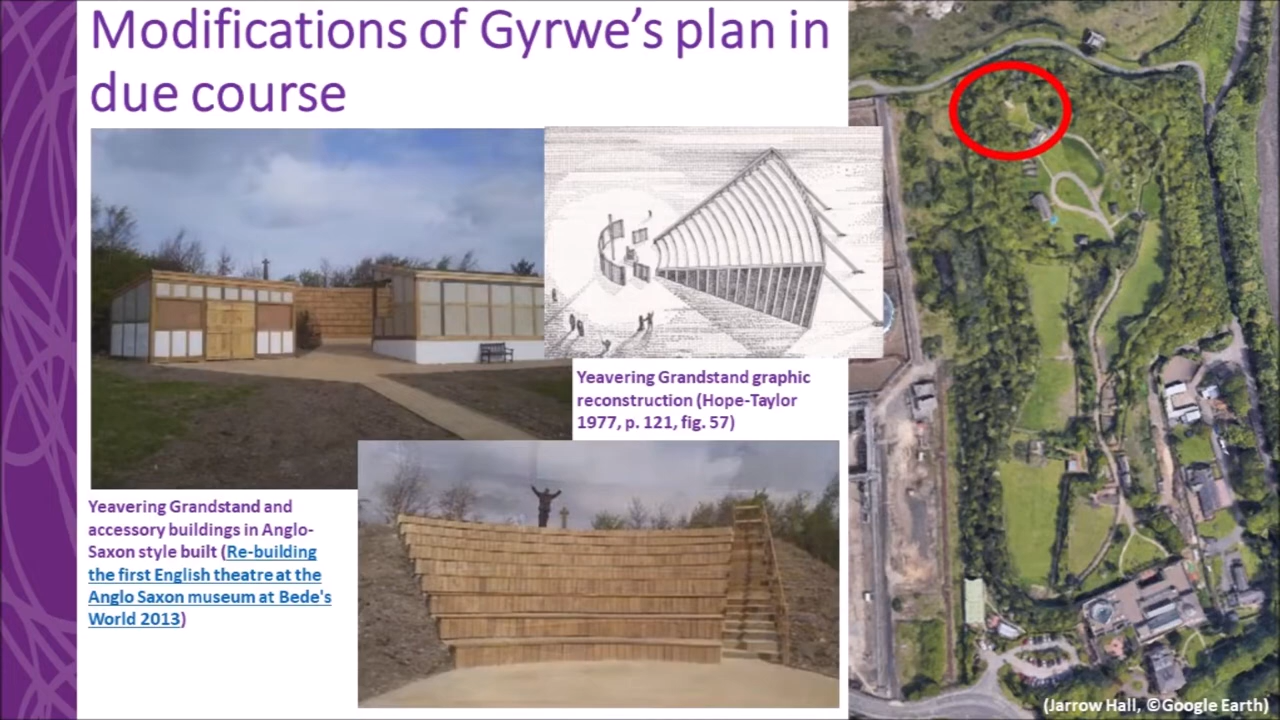 Modifications of Gyrwe’s plan in
due course
Yeavering Grandstand graphic
reconstruction (Hope-Taylor
1977, p. 121, fig. 57)
Yeavering Grandstand and
accessory buildings in Anglo-
Saxon style built (Re-building
the first English theatre at the
Anglo Saxon museum at Bede's
World 2013)
(Jarrow Hall, ©Google Earth)